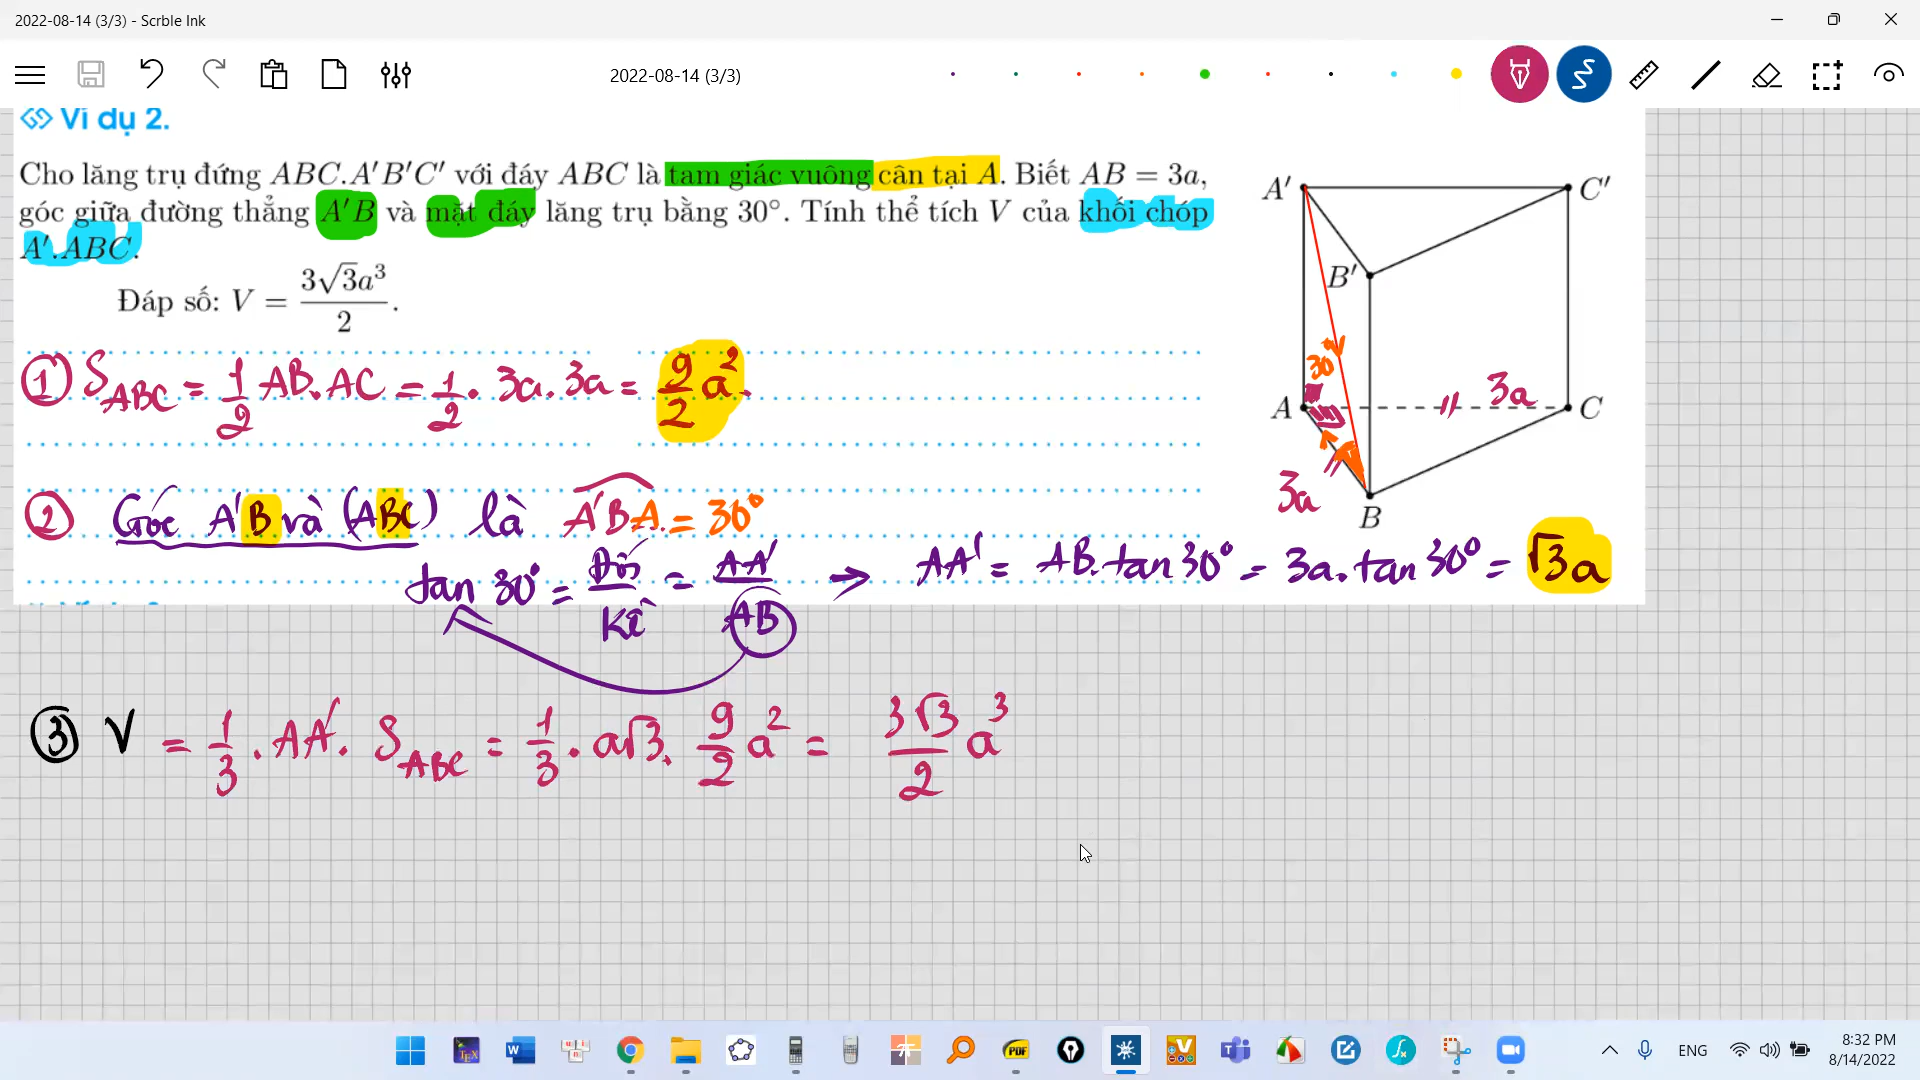 2022-08-14 (3/3) - Scrble Ink
2022-08-14 (3/3)
Ví dụ 2.
Cho lăng trụ đứng ABC.A′B′C′ với đáy ABC là tam giác vuông cân tại A. Biết AB = 3a,
góc giữa đường thẳng A′B và mặt đáy lăng trụ bằng 30°. Tính thể tích V của khối chóp
A′.ABC.
Đáp số: V = 3√3a³/2.
A′ C′
B′
30°
A 3a C
3a
B
① S_ABC = 1/2 AB.AC = 1/2 . 3a.3a = 9/2 a².
② Góc A′B và (ABC) là A′BA = 30°
tan 30° = Đối/Kề = AA′/AB → AA′ = AB.tan30° = 3a.tan30° = √3a
③ V = 1/3 . AA′. S_ABC = 1/3 . a√3. 9/2 a² = 3√3/2 a³
ENG
8:32 PM
8/14/2022